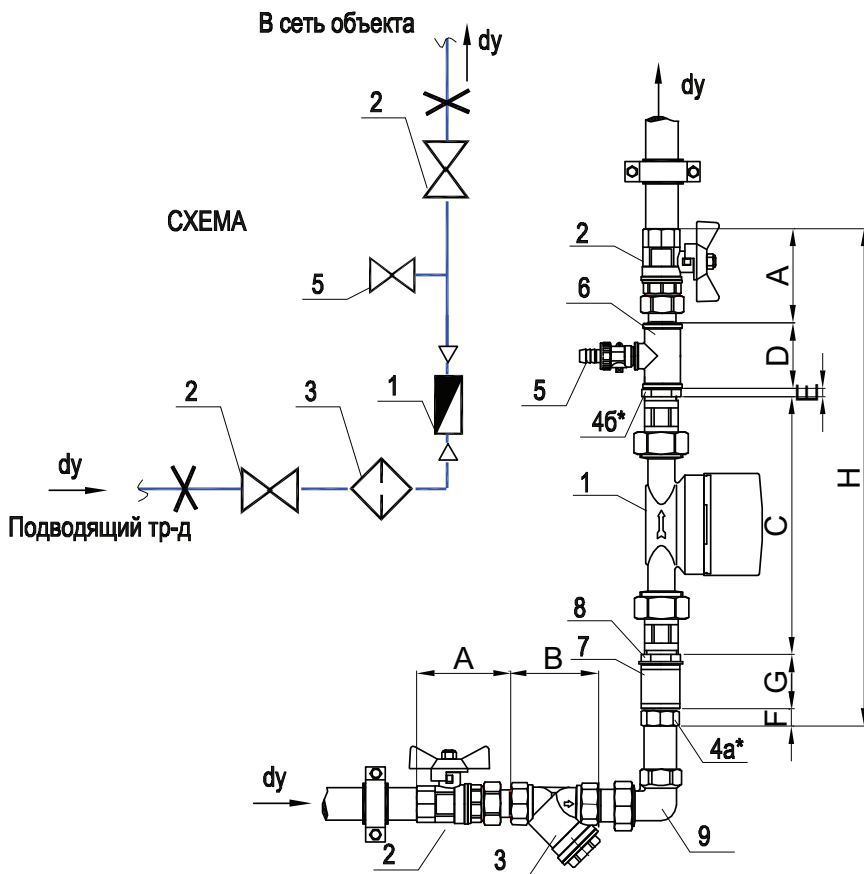 В сеть объекта
dy
2
СХЕМА
5
1
2
3
dy
Подводящий тр-д
dy
2
A
6
D
5
4б*
E
H
1
C
8
7
G
F
4а*
A
B
dy
2
3
9